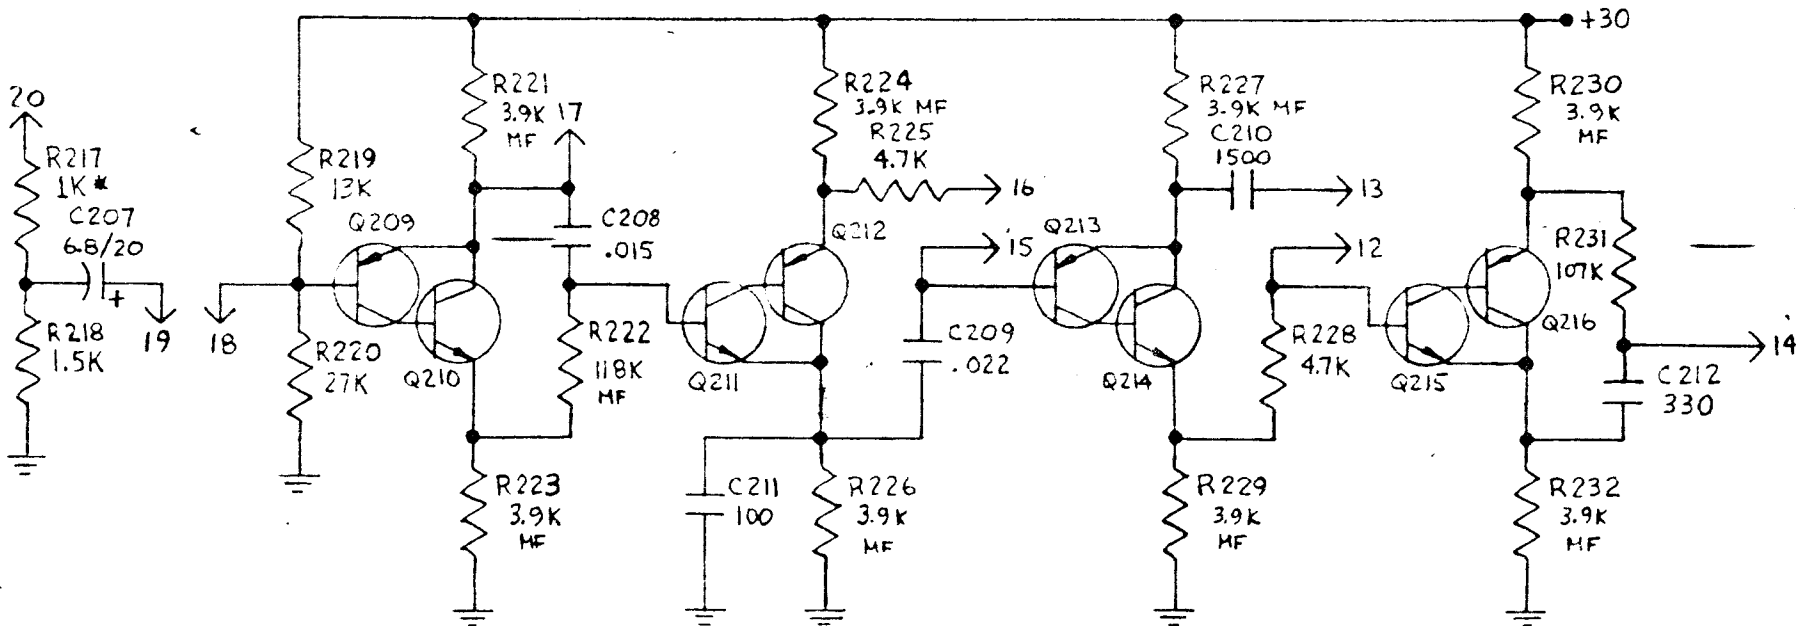 +30
20
R217
1K *
C207
6.8/20
+
19
R218
1.5K
18
R219
13K
R220
27K
Q209
Q210
R221
3.9K
MF
17
C208
.015
R222
118K
MF
R223
3.9K
MF
R224
3.9K MF
R225
4.7K
16
Q212
Q211
C211
100
R226
3.9K
MF
15
C209
.022
R227
3.9K MF
C210
1500
13
Q213
Q214
12
R228
4.7K
R229
3.9K
MF
R230
3.9K
MF
R231
107K
Q216
Q215
14
C212
330
R232
3.9K
MF